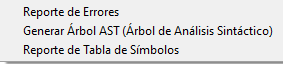 Reporte de Errores
Generar Árbol AST (Árbol de Análisis Sintáctico)
Reporte de Tabla de Símbolos